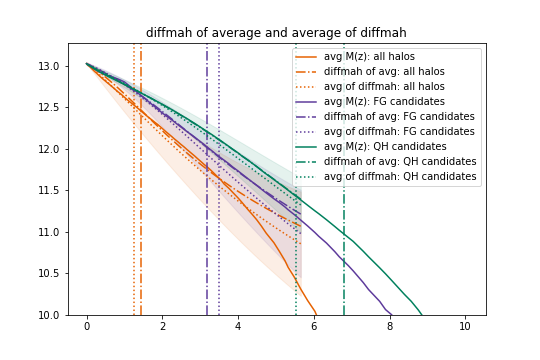 diffmah of average and average of diffmah
avg M(z): all halos
diffmah of avg: all halos
avg of diffmah: all halos
avg M(z): FG candidates
diffmah of avg: FG candidates
avg of diffmah: FG candidates
avg M(z): QH candidates
diffmah of avg: QH candidates
avg of diffmah: QH candidates
13.0
12.5
12.0
11.5
11.0
10.5
10.0
0 2 4 6 8 10